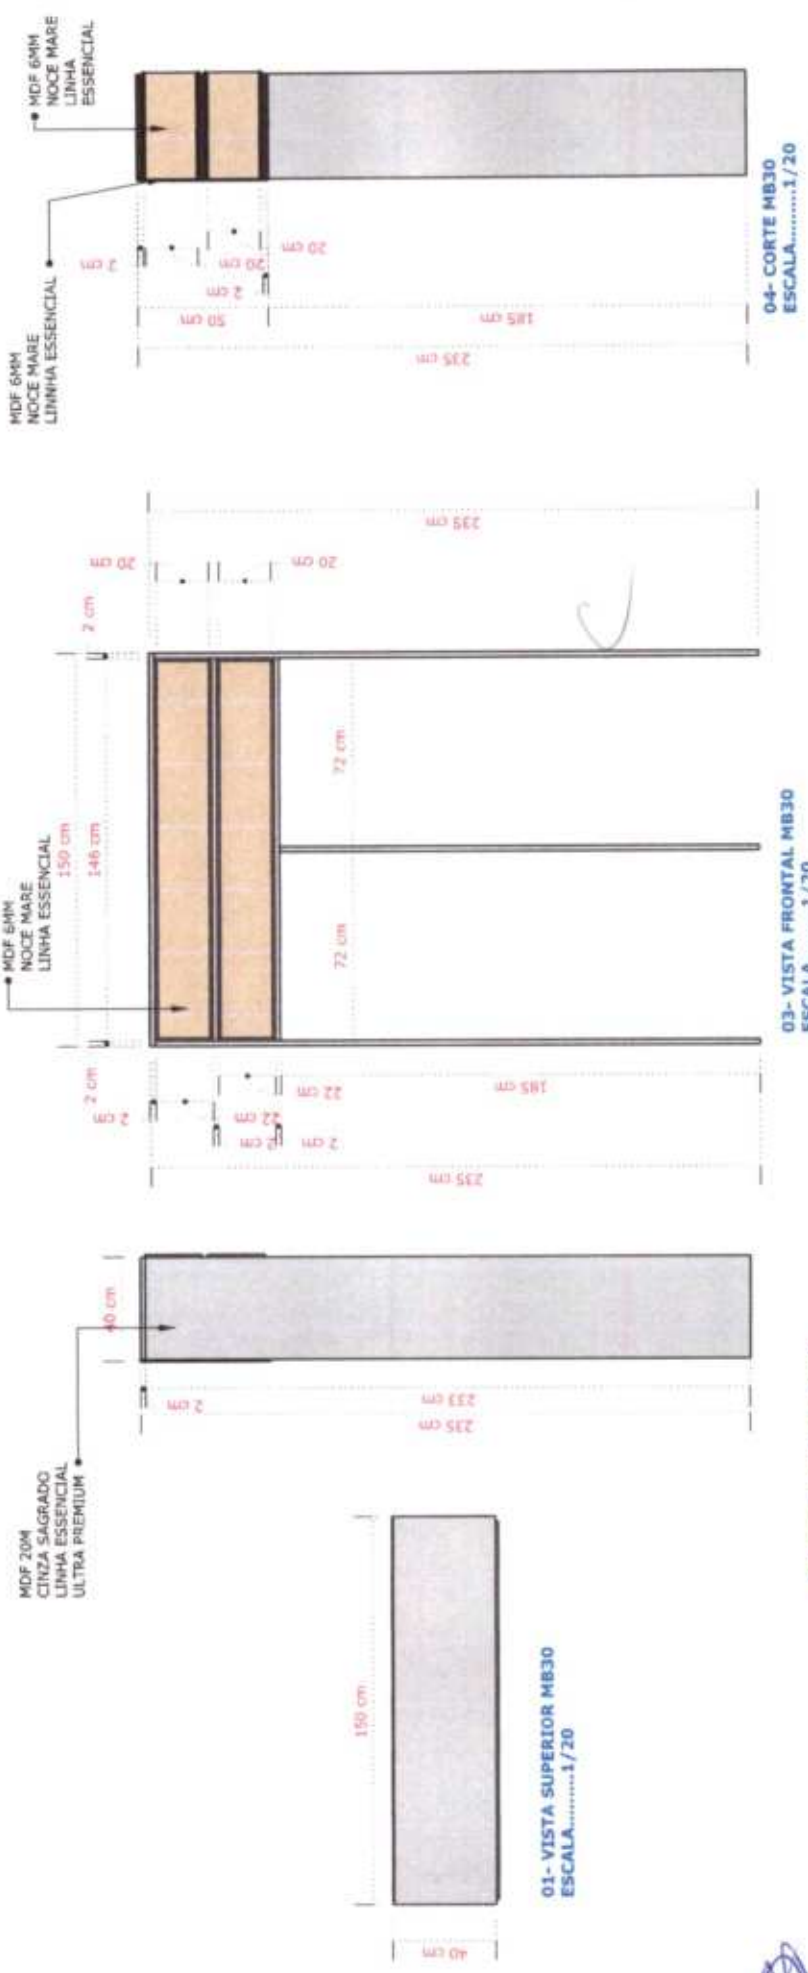 MDF 6MM
NOCE MARE
LINHA
ESSENCIAL
MDF 6MM
NOCE MARE
LINNHA ESSENCIAL
2 cm
20 cm
2 cm
20 cm
50 cm
185 cm
235 cm
04- CORTE MB30
ESCALA.........1/20
MDF 6MM
NOCE MARE
LINHA ESSENCIAL
150 cm
146 cm
2 cm
2 cm
20 cm
20 cm
235 cm
72 cm
72 cm
2 cm
22 cm
22 cm
2 cm
2 cm
185 cm
235 cm
03- VISTA FRONTAL MB30
MDF 20M
CINZA SAGRADO
LINHA ESSENCIAL
ULTRA PREMIUM
40 cm
2 cm
233 cm
235 cm
150 cm
40 cm
01- VISTA SUPERIOR MB30
ESCALA.........1/20